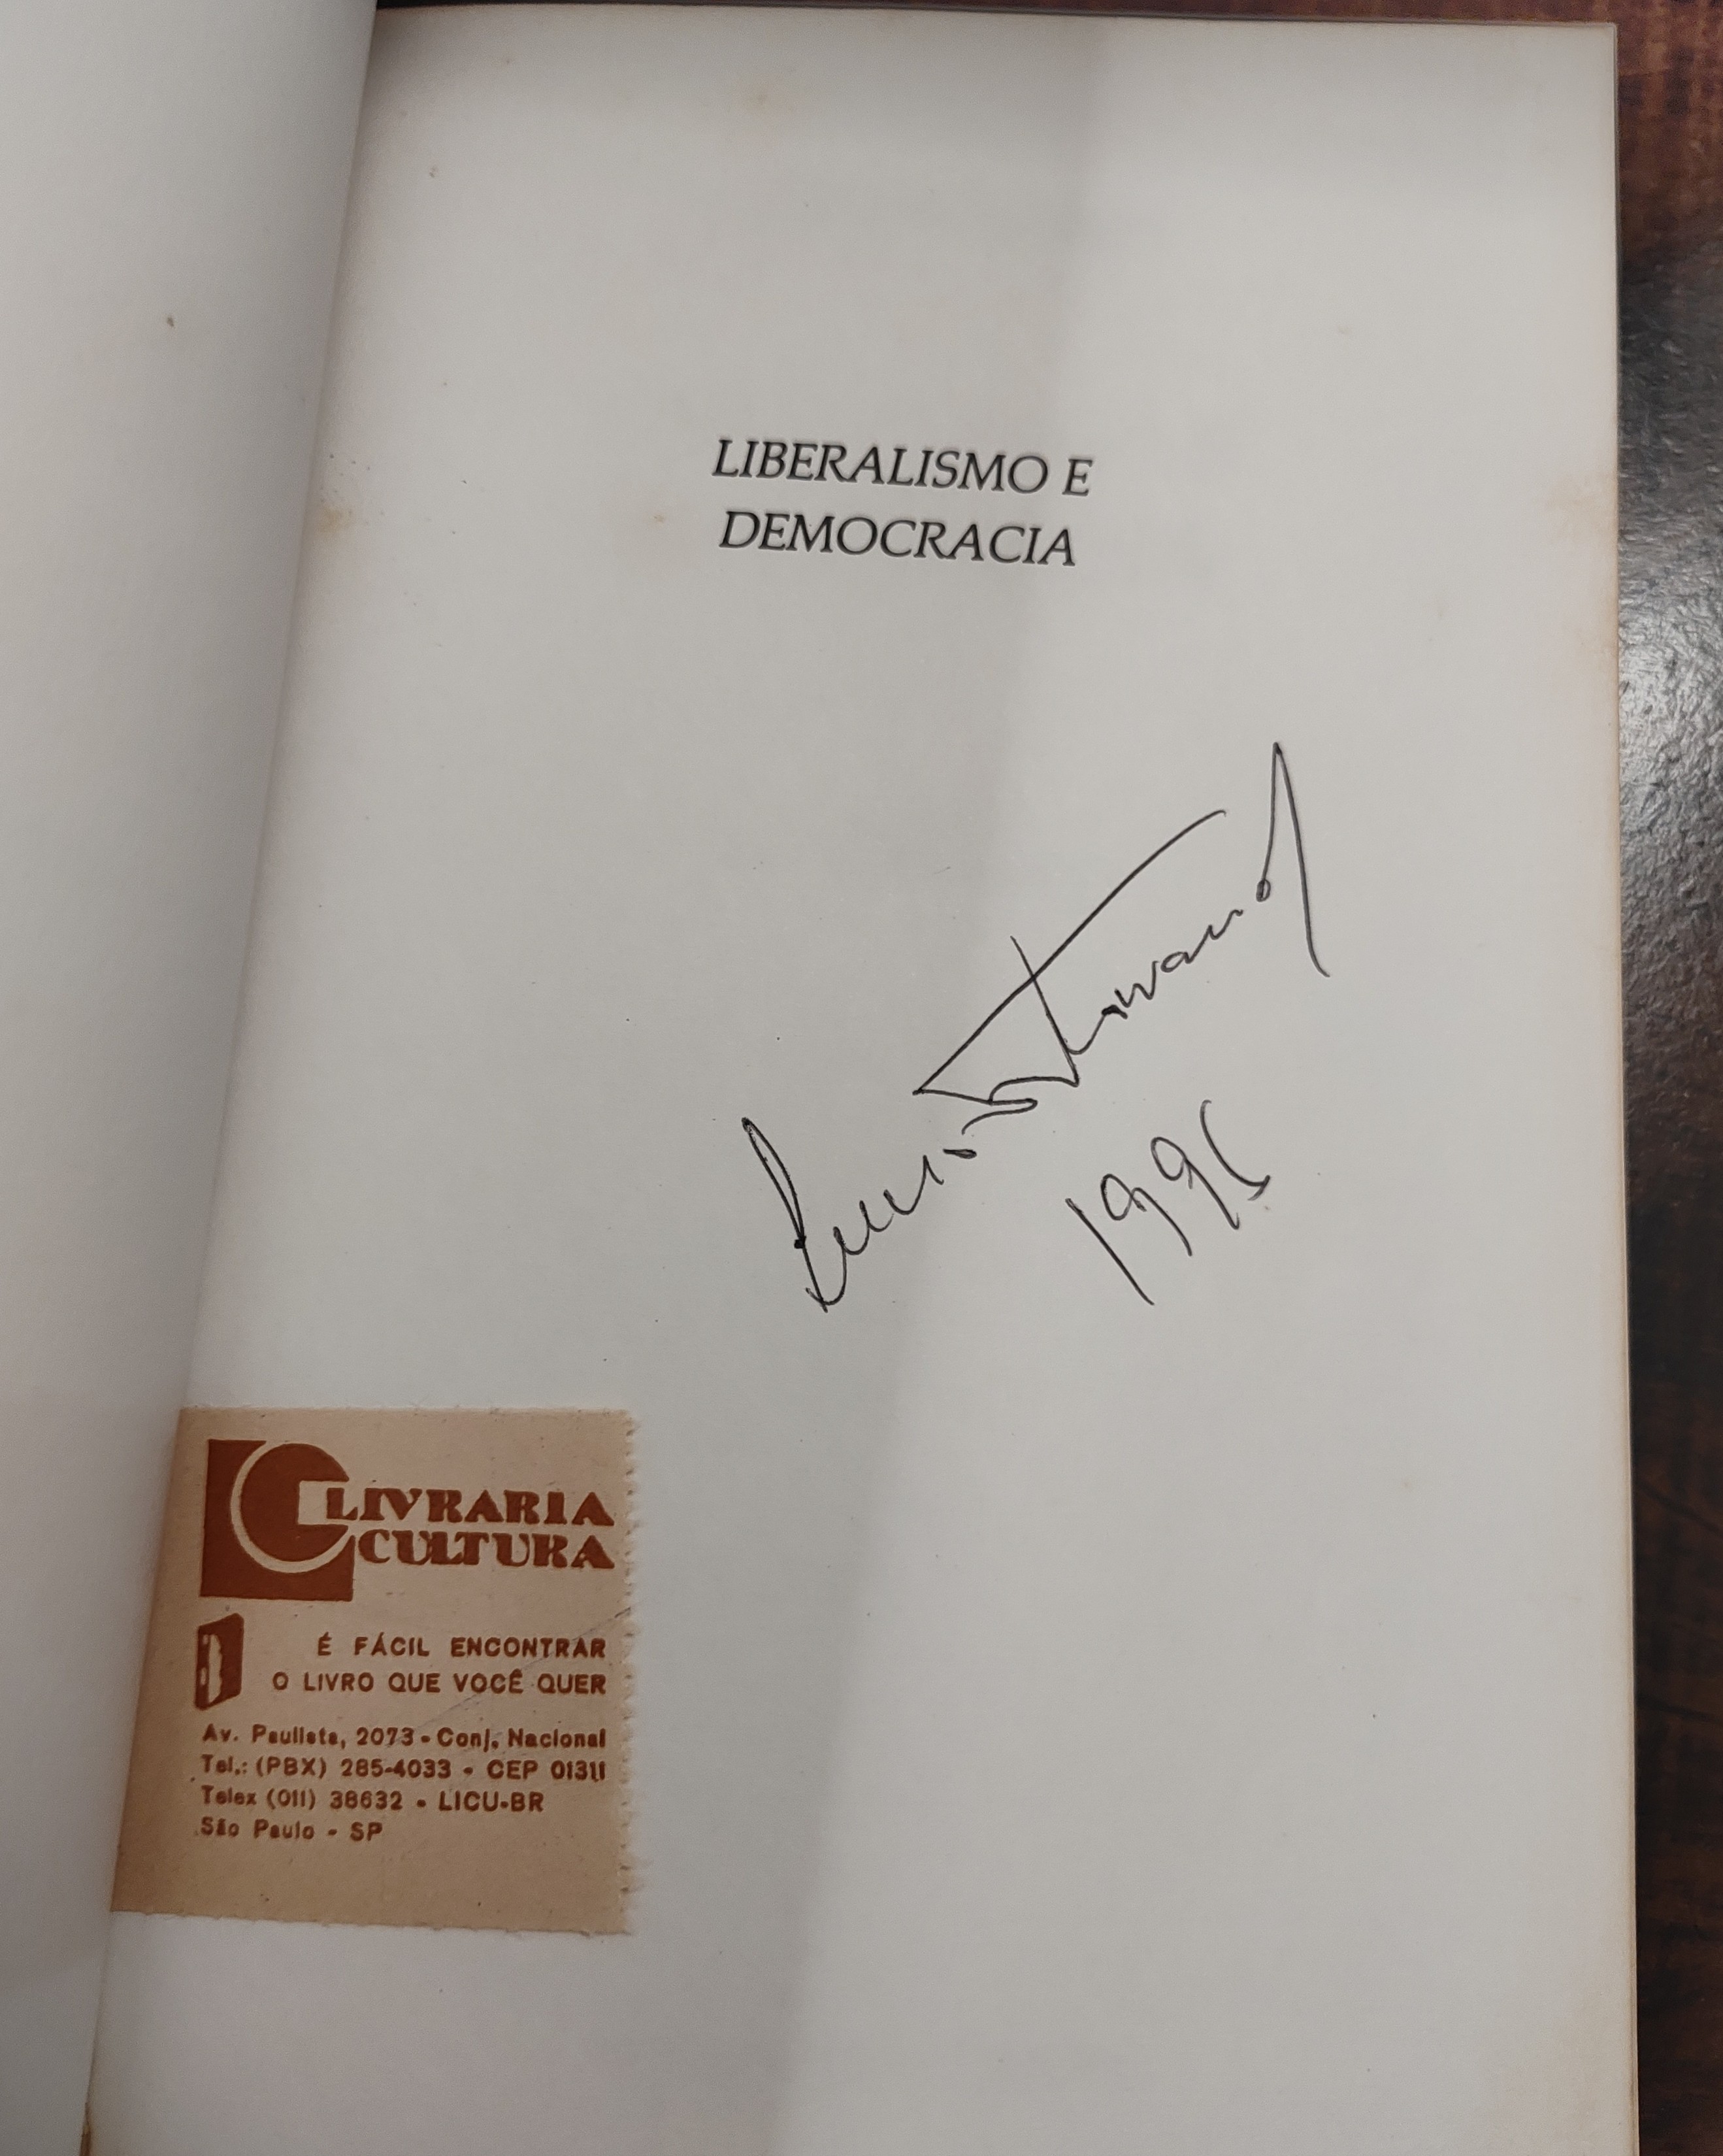 LIBERALISMO E
DEMOCRACIA
LIVRARIA
CULTURA
É FÁCIL ENCONTRAR
O LIVRO QUE VOCÊ QUER
Av. Paulista, 2073 - Conj. Nacional
Tel.: (PBX) 285-4033 - CEP 01311
Telex (011) 38632 - LICU-BR
São Paulo - SP